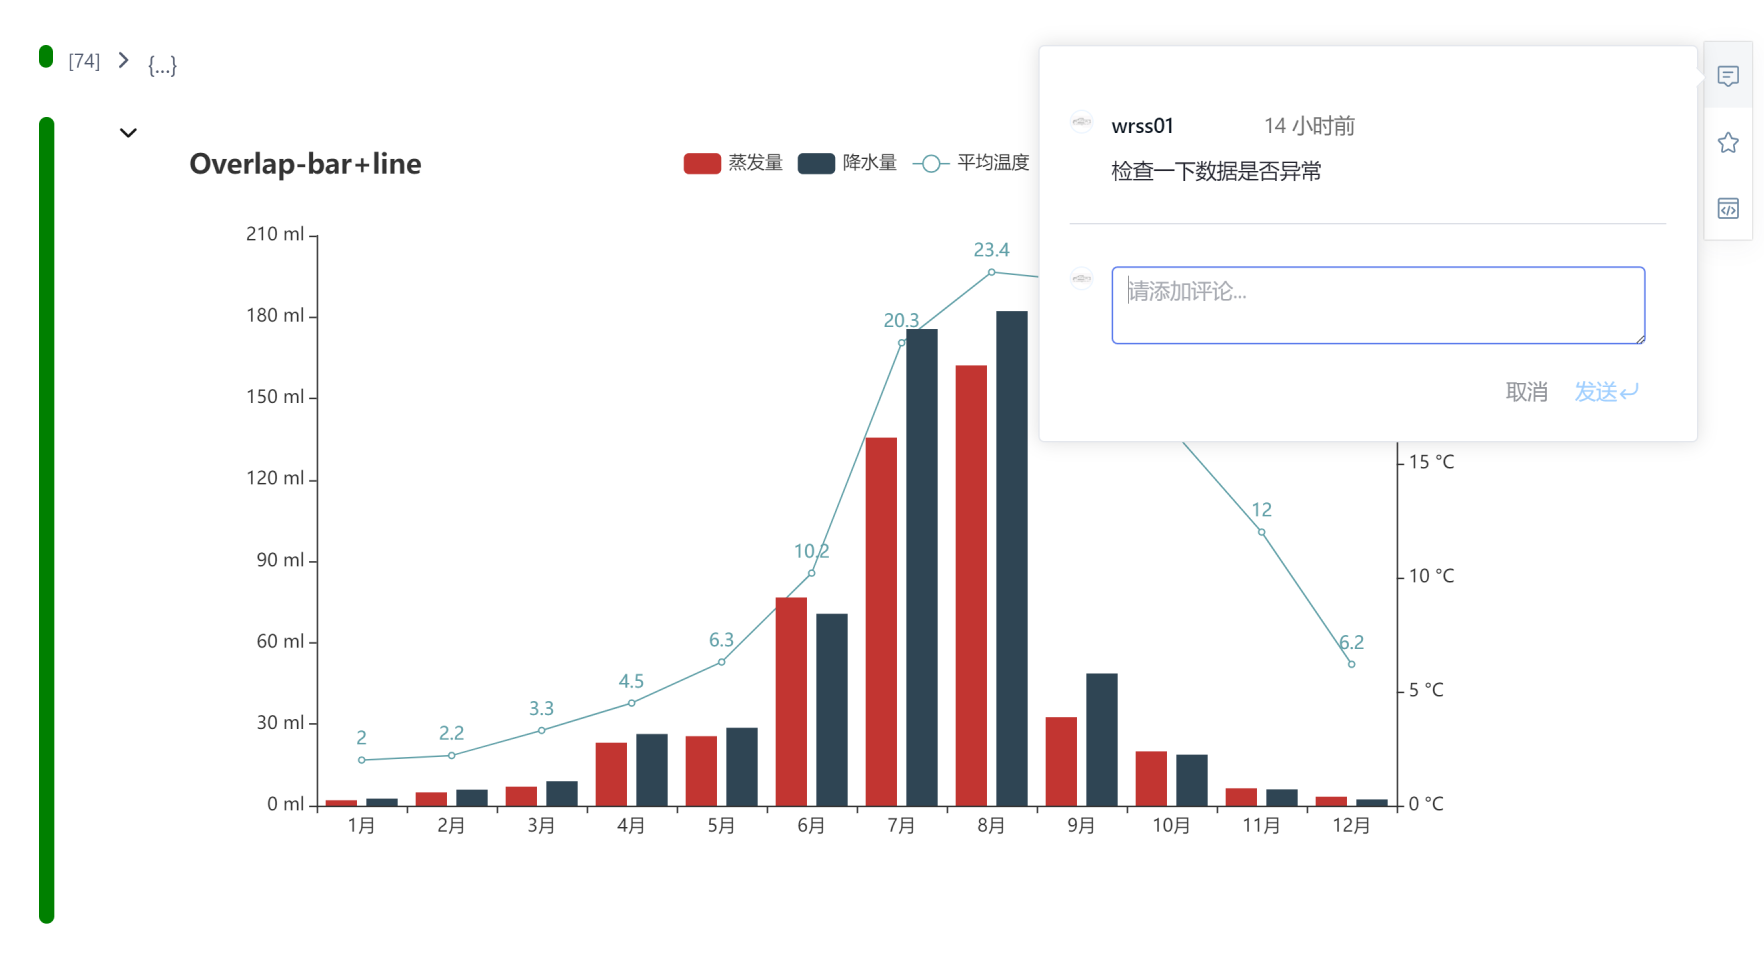 [74]
{...}
Overlap-bar+line
蒸发量 降水量 平均温度
wrss01 14 小时前
检查一下数据是否异常
请添加评论...
取消 发送
210 ml
180 ml
150 ml
120 ml
90 ml
60 ml
30 ml
0 ml
2
2.2
3.3
4.5
6.3
10.2
20.3
23.4
12
6.2
15 °C
10 °C
5 °C
0 °C
1月 2月 3月 4月 5月 6月 7月 8月 9月 10月 11月 12月